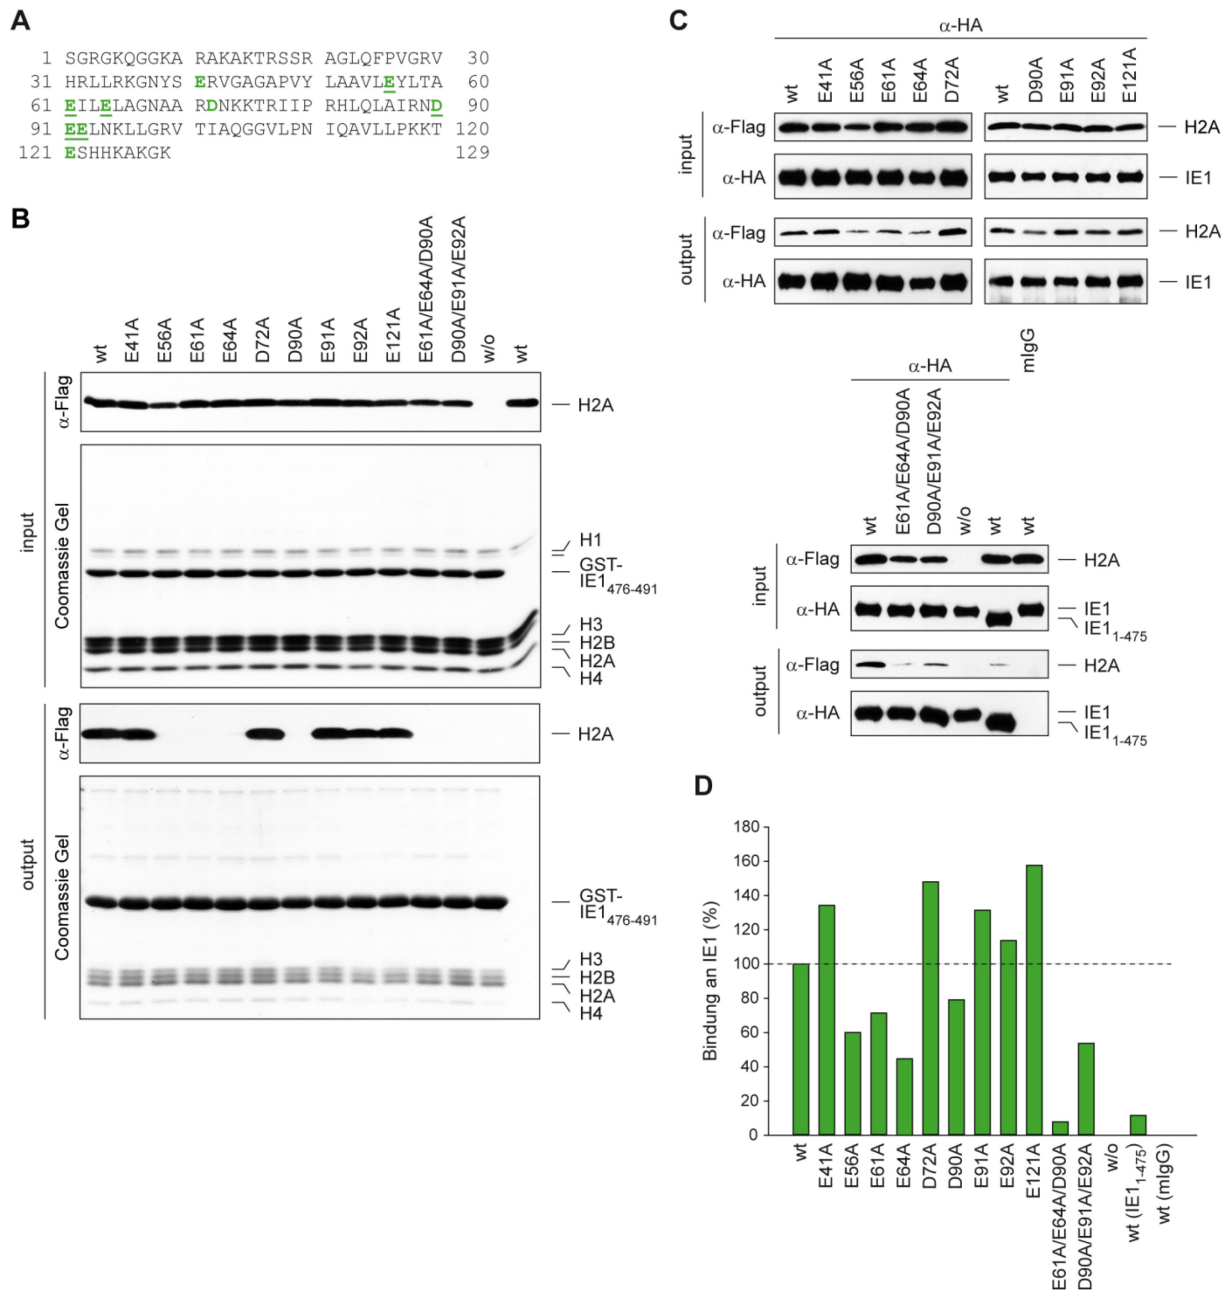 A
1 SGRGKQGGKA RAKAKTRSSR AGLQFPVGRV 30
31 HRLLRKGNYS ERVGAGAPVY LAAVLEYLTA 60
61 EILELAGNAA RDNKKTRIIP RHLQLAIRND 90
91 EELNKLLGRV TIAQGGVLPN IQAVLLPKKT 120
121 ESHHKAKGK 129
B
wt E41A E56A E61A E64A D72A D90A E91A E92A E121A E61A/E64A/D90A D90A/E91A/E92A w/o wt
input
α-Flag
H2A
Coomassie Gel
H1
GST-
IE1476-491
H3
H2B
H2A
H4
output
α-Flag
H2A
Coomassie Gel
GST-
IE1476-491
H3
H2B
H2A
H4
C
α-HA
wt E41A E56A E61A E64A D72A wt D90A E91A E92A E121A
input
α-Flag H2A
α-HA IE1
output
α-Flag H2A
α-HA IE1
α-HA mIgG
wt E61A/E64A/D90A D90A/E91A/E92A w/o wt wt
input
α-Flag H2A
α-HA IE1
IE11-475
output
α-Flag H2A
α-HA IE1
IE11-475
D
Bindung an IE1 (%)
180
160
140
120
100
80
60
40
20
0
wt E41A E56A E61A E64A D72A D90A E91A E92A E121A E61A/E64A/D90A D90A/E91A/E92A w/o wt (IE11-475) wt (mIgG)